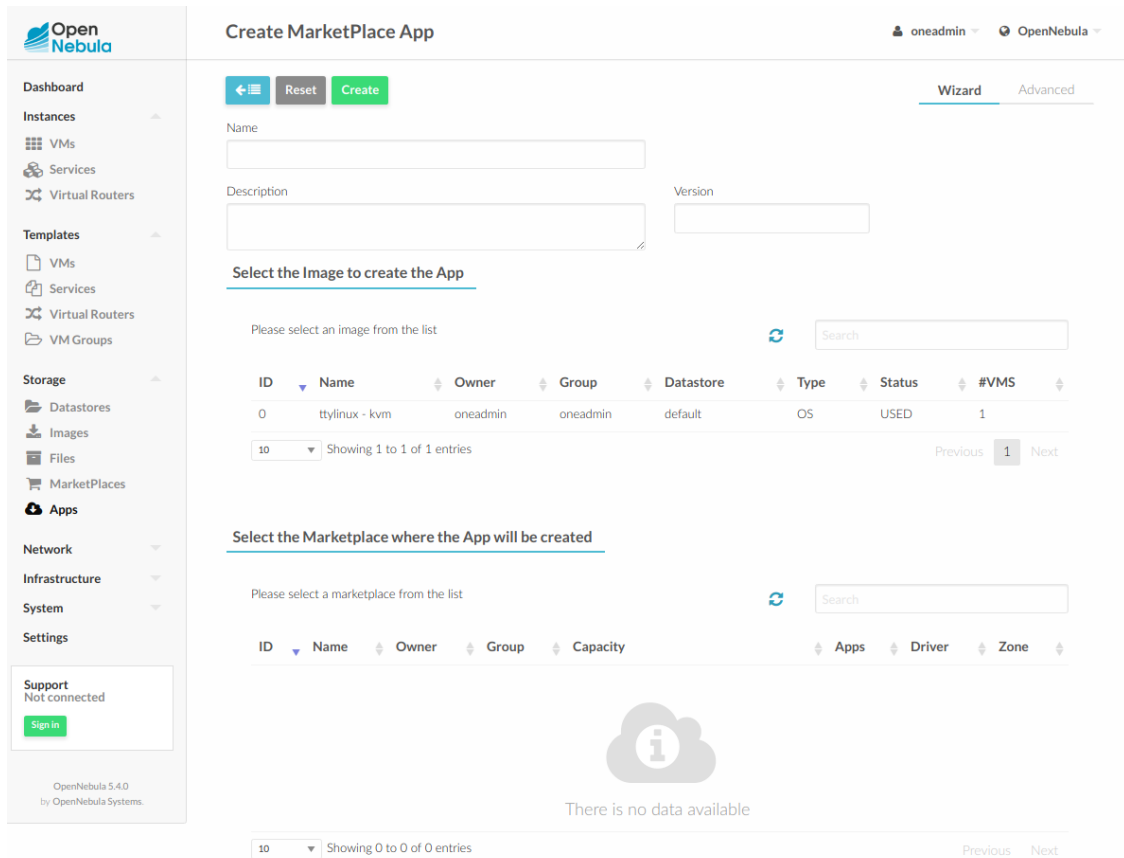 Open
Nebula
Create MarketPlace App
oneadmin
OpenNebula
Dashboard
Instances
VMs
Services
Virtual Routers
Templates
VMs
Services
Virtual Routers
VM Groups
Storage
Datastores
Images
Files
MarketPlaces
Apps
Network
Infrastructure
System
Settings
Support
Not connected
Sign in
OpenNebula 5.4.0
by OpenNebula Systems.
Reset
Create
Wizard
Advanced
Name
Description
Version
Select the Image to create the App
Please select an image from the list
Search
ID Name Owner Group Datastore Type Status #VMS
0 ttylinux - kvm oneadmin oneadmin default OS USED 1
10 Showing 1 to 1 of 1 entries
Previous 1 Next
Select the Marketplace where the App will be created
Please select a marketplace from the list
Search
ID Name Owner Group Capacity Apps Driver Zone
There is no data available
10 Showing 0 to 0 of 0 entries
Previous Next